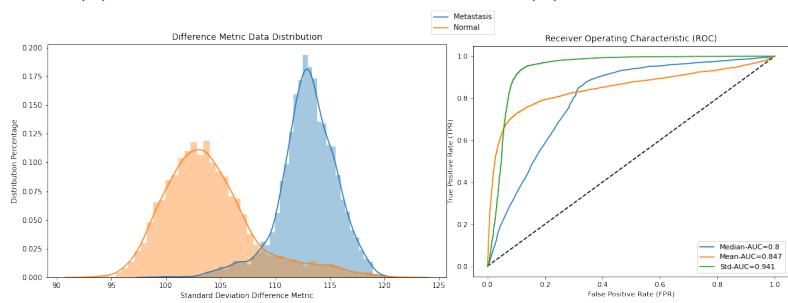 Metastasis
Normal
Difference Metric Data Distribution
0.200
0.175
0.150
0.125
0.100
0.075
0.050
0.025
0.000
Distribution Percentage
90 95 100 105 110 115 120 125
Standard Deviation Difference Metric
Receiver Operating Characteristic (ROC)
1.0
0.8
0.6
0.4
0.2
0.0
True Positive Rate (TPR)
Median-AUC=0.8
Mean-AUC=0.847
Std-AUC=0.941
0.0 0.2 0.4 0.6 0.8 1.0
False Positive Rate (FPR)